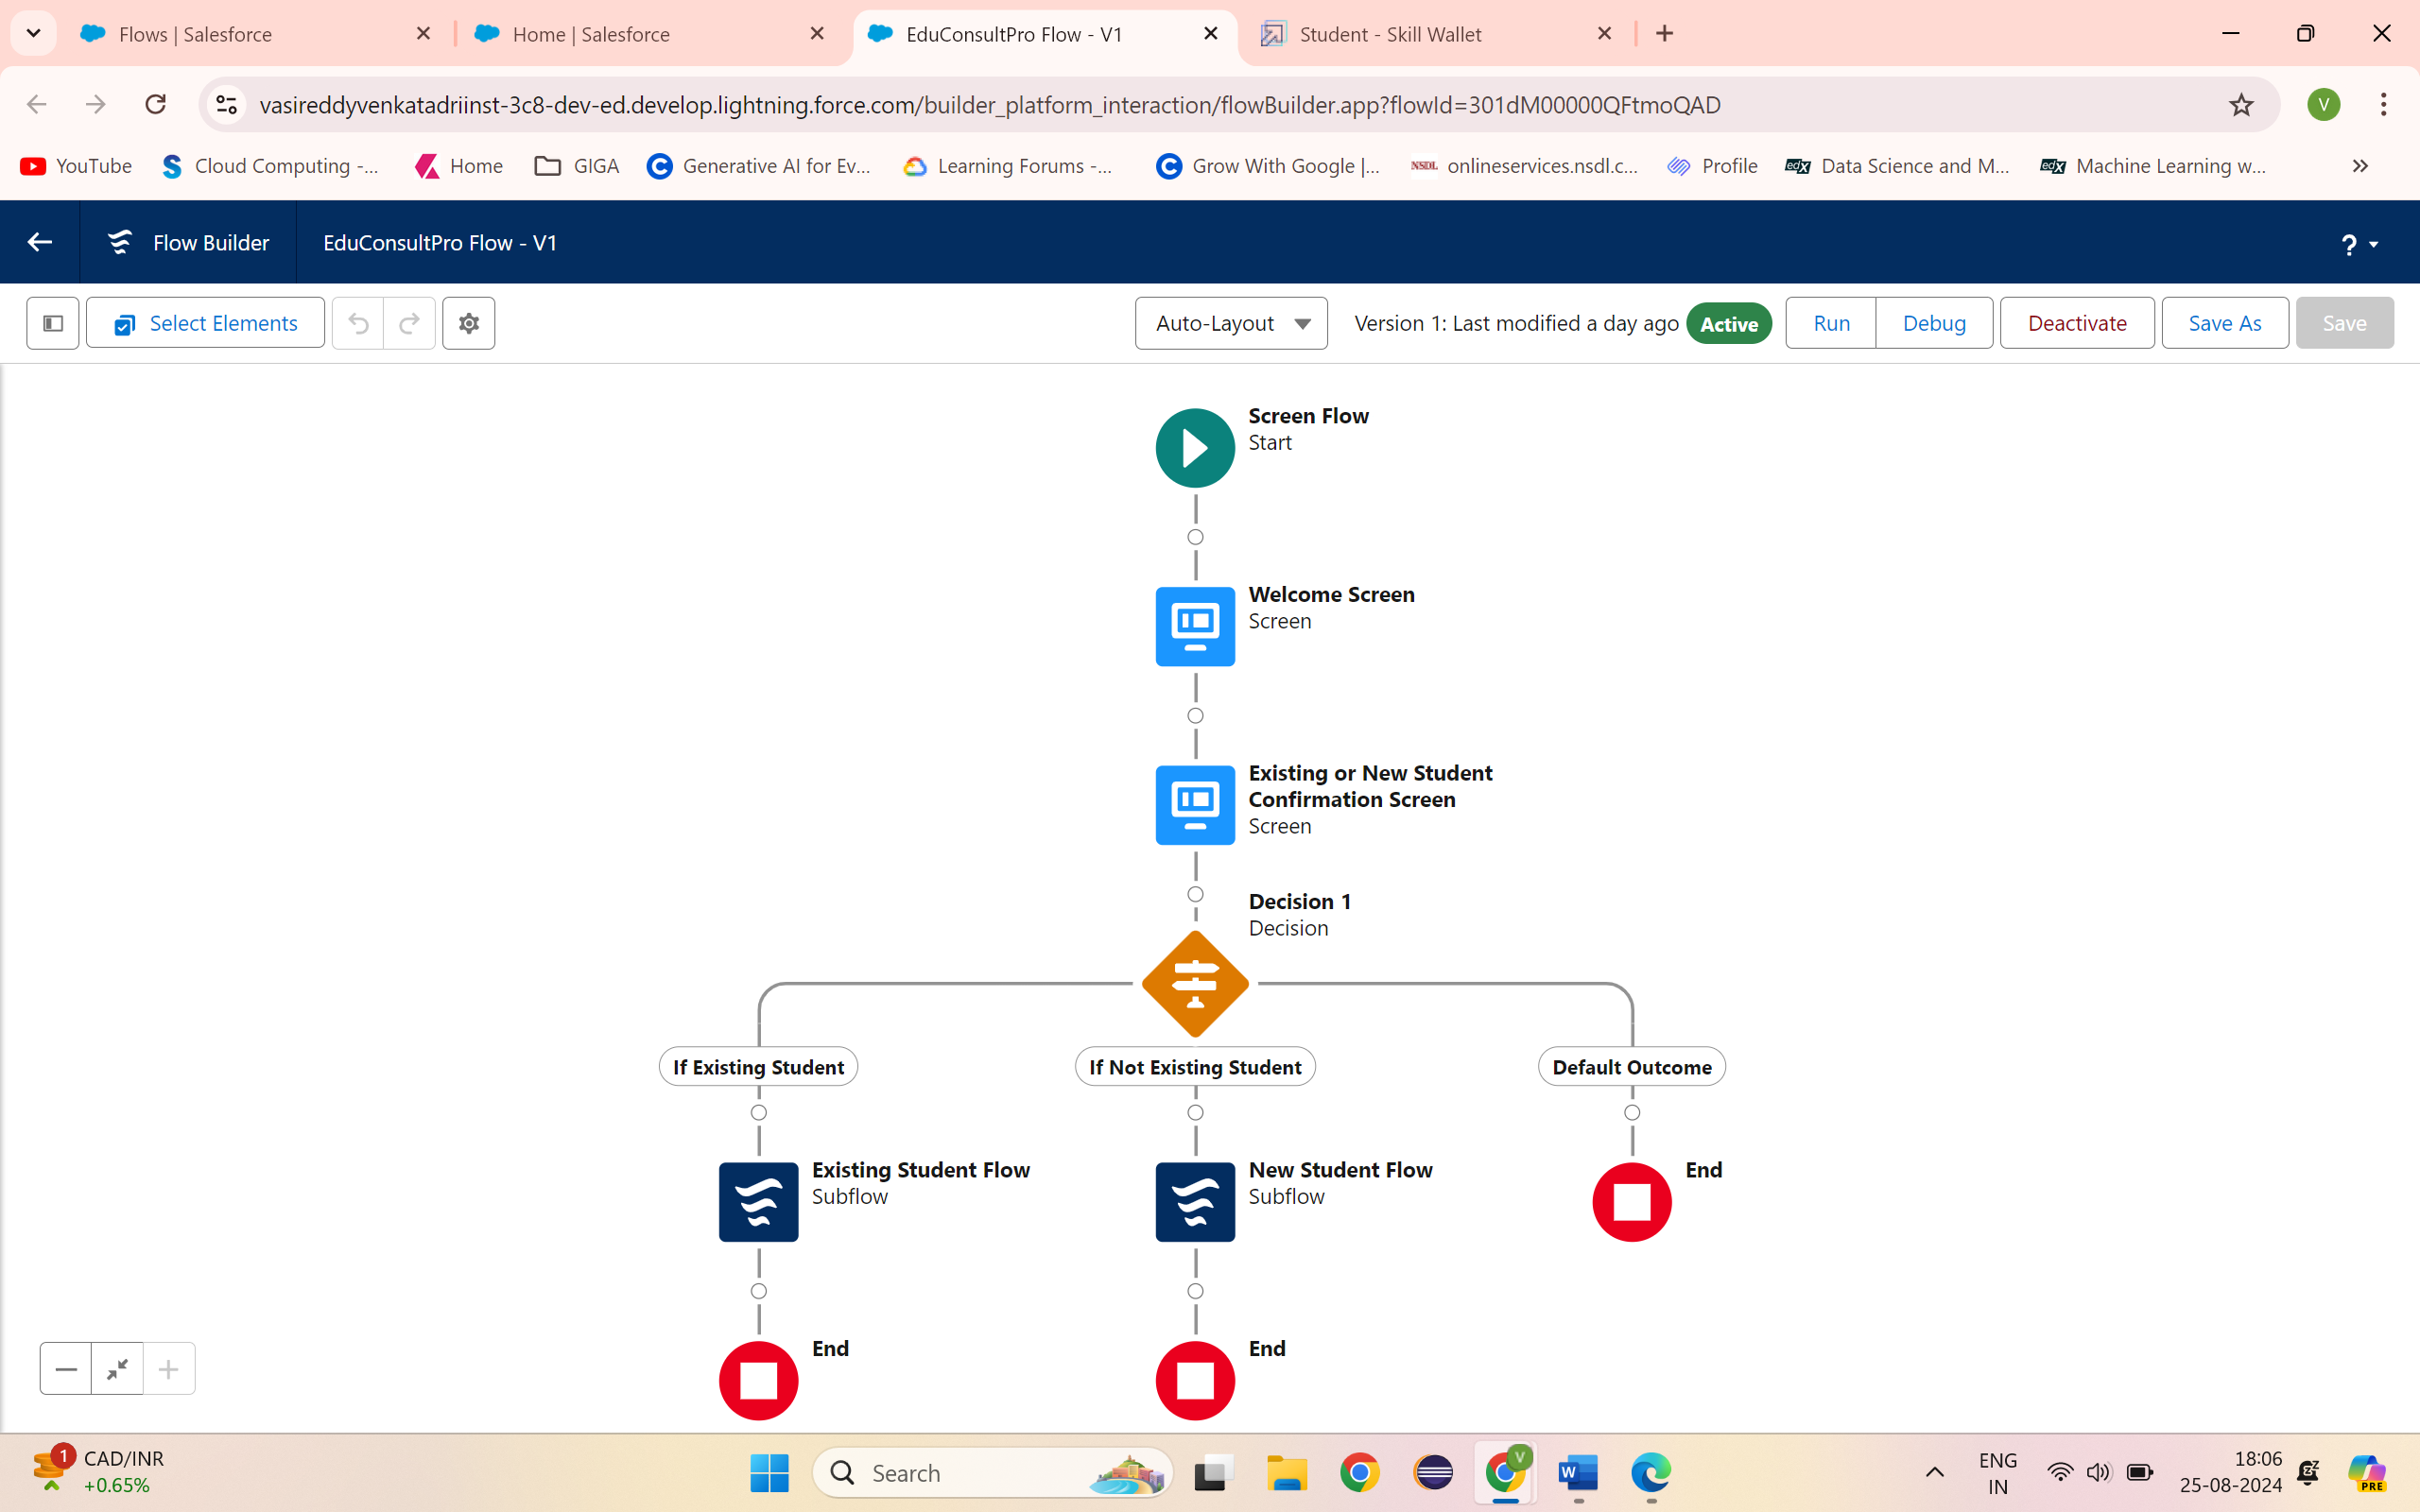 Flows | Salesforce
Home | Salesforce
EduConsultPro Flow - V1
Student - Skill Wallet
vasireddyvenkatadriinst-3c8-dev-ed.develop.lightning.force.com/builder_platform_interaction/flowBuilder.app?flowId=301dM00000QFtmoQAD
V
YouTube
Cloud Computing -...
Home
GIGA
Generative AI for Ev...
Learning Forums -...
Grow With Google |...
NSDL
onlineservices.nsdl.c...
Profile
edX
Data Science and M...
edX
Machine Learning w...
Flow Builder
EduConsultPro Flow - V1
?
Select Elements
Auto-Layout
Version 1: Last modified a day ago
Active
Run
Debug
Deactivate
Save As
Save
Screen Flow
Start
Welcome Screen
Screen
Existing or New Student
Confirmation Screen
Screen
Decision 1
Decision
If Existing Student
If Not Existing Student
Default Outcome
Existing Student Flow
Subflow
New Student Flow
Subflow
End
End
End
1
CAD/INR
+0.65%
Search
V
W
ENG
IN
18:06
25-08-2024
PRE